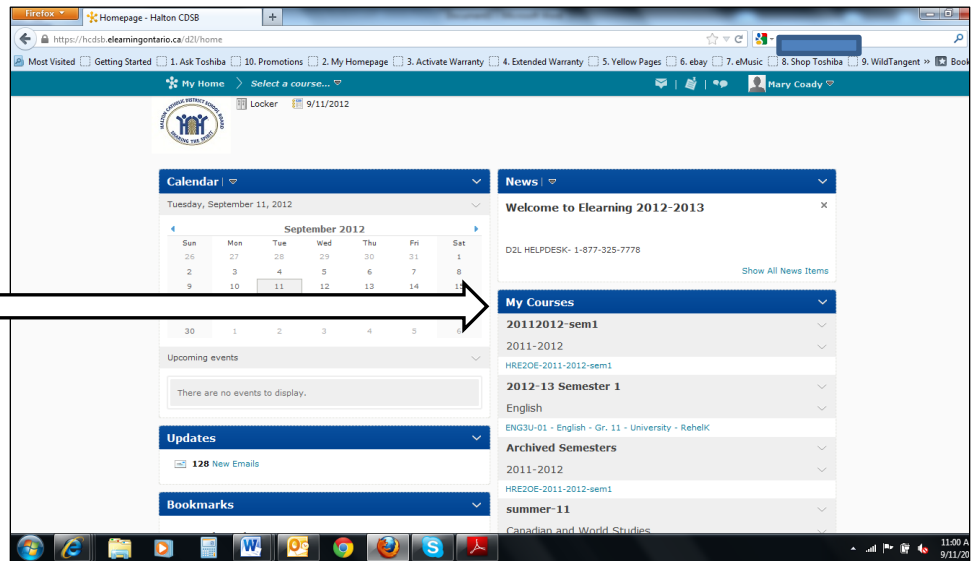 Firefox
Homepage - Halton CDSB
+
https://hcdsb.elearningontario.ca/d2l/home
Most Visited Getting Started 1. Ask Toshiba 10. Promotions 2. My Homepage 3. Activate Warranty 4. Extended Warranty 5. Yellow Pages 6. ebay 7. eMusic 8. Shop Toshiba 9. WildTangent » Book
My Home Select a course... Mary Coady
Locker 9/11/2012
Calendar
Tuesday, September 11, 2012
September 2012
Sun Mon Tue Wed Thu Fri Sat
26 27 28 29 30 31 1
2 3 4 5 6 7 8
9 10 11 12 13 14 15
30 1 2 3 4 5 6
Upcoming events
There are no events to display.
Updates
128 New Emails
Bookmarks
News
Welcome to Elearning 2012-2013 ×
D2L HELPDESK- 1-877-325-7778
Show All News Items
My Courses
20112012-sem1
2011-2012
HRE2OE-2011-2012-sem1
2012-13 Semester 1
English
ENG3U-01 - English - Gr. 11 - University - RehelK
Archived Semesters
2011-2012
HRE2OE-2011-2012-sem1
summer-11
Canadian and World Studies
11:00 A
9/11/20